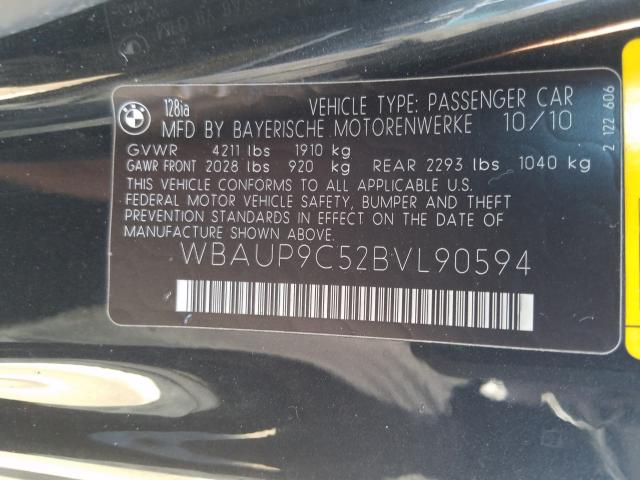 128ia VEHICLE TYPE: PASSENGER CAR
MFD BY BAYERISCHE MOTORENWERKE 10/10
GVWR 4211 lbs 1910 kg
GAWR FRONT 2028 lbs 920 kg REAR 2293 lbs 1040 kg
THIS VEHICLE CONFORMS TO ALL APPLICABLE U.S.
FEDERAL MOTOR VEHICLE SAFETY, BUMPER AND THEFT
PREVENTION STANDARDS IN EFFECT ON THE DATE OF
MANUFACTURE SHOWN ABOVE.
WBAUP9C52BVL90594
2 122 606